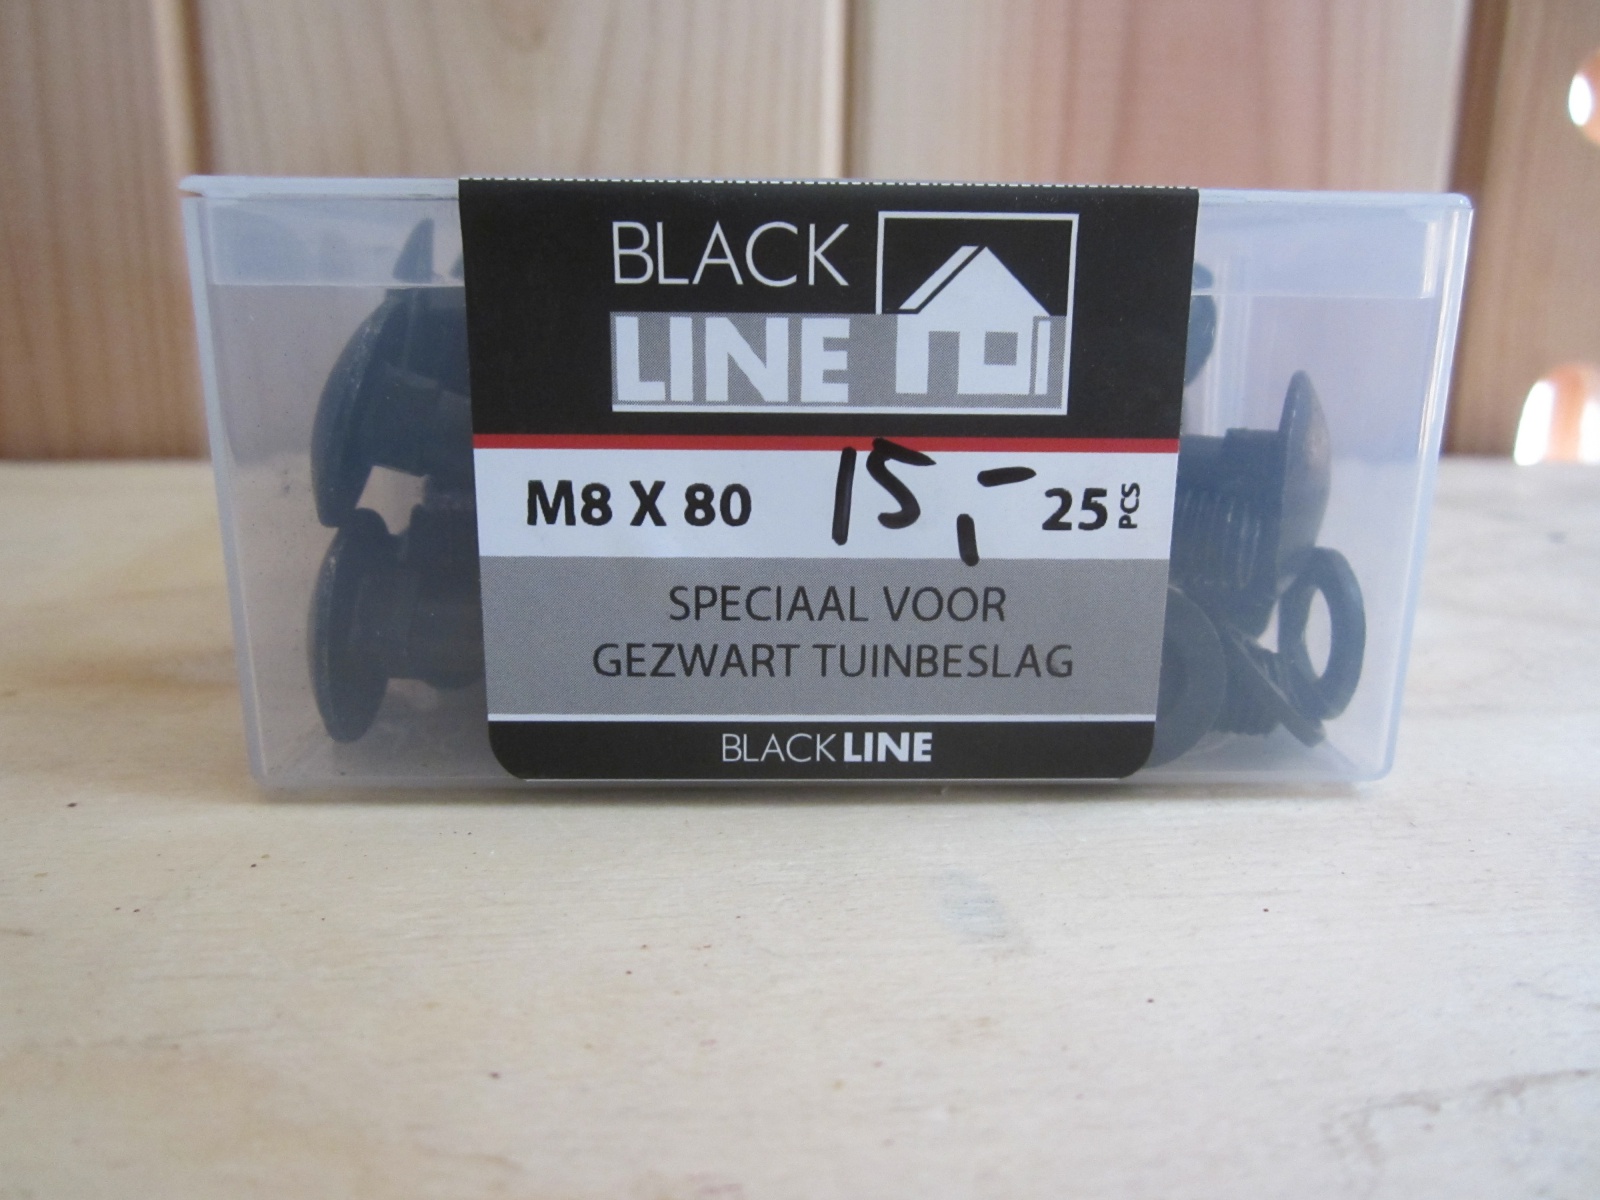 BLACK
LINE
M8 X 80 15,- 25 PCS
SPECIAAL VOOR
GEZWART TUINBESLAG
BLACKLINE